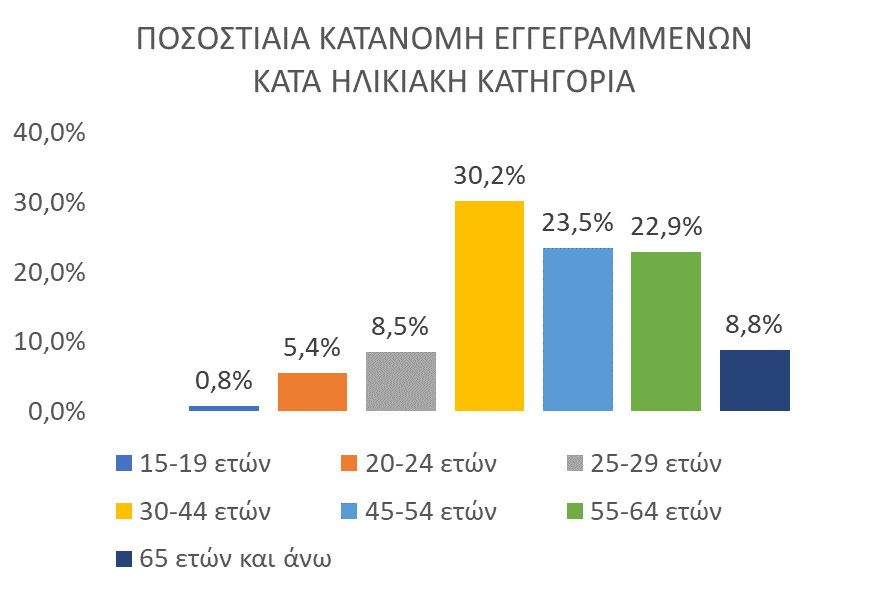 ΠΟΣΟΣΤΙΑΙΑ ΚΑΤΑΝΟΜΗ ΕΓΓΕΓΡΑΜΜΕΝΩΝ
ΚΑΤΑ ΗΛΙΚΙΑΚΗ ΚΑΤΗΓΟΡΙΑ
40,0%
30,0%
20,0%
10,0%
0,0%
0,8%
5,4%
8,5%
30,2%
23,5%
22,9%
8,8%
15-19 ετών
20-24 ετών
25-29 ετών
30-44 ετών
45-54 ετών
55-64 ετών
65 ετών και άνω